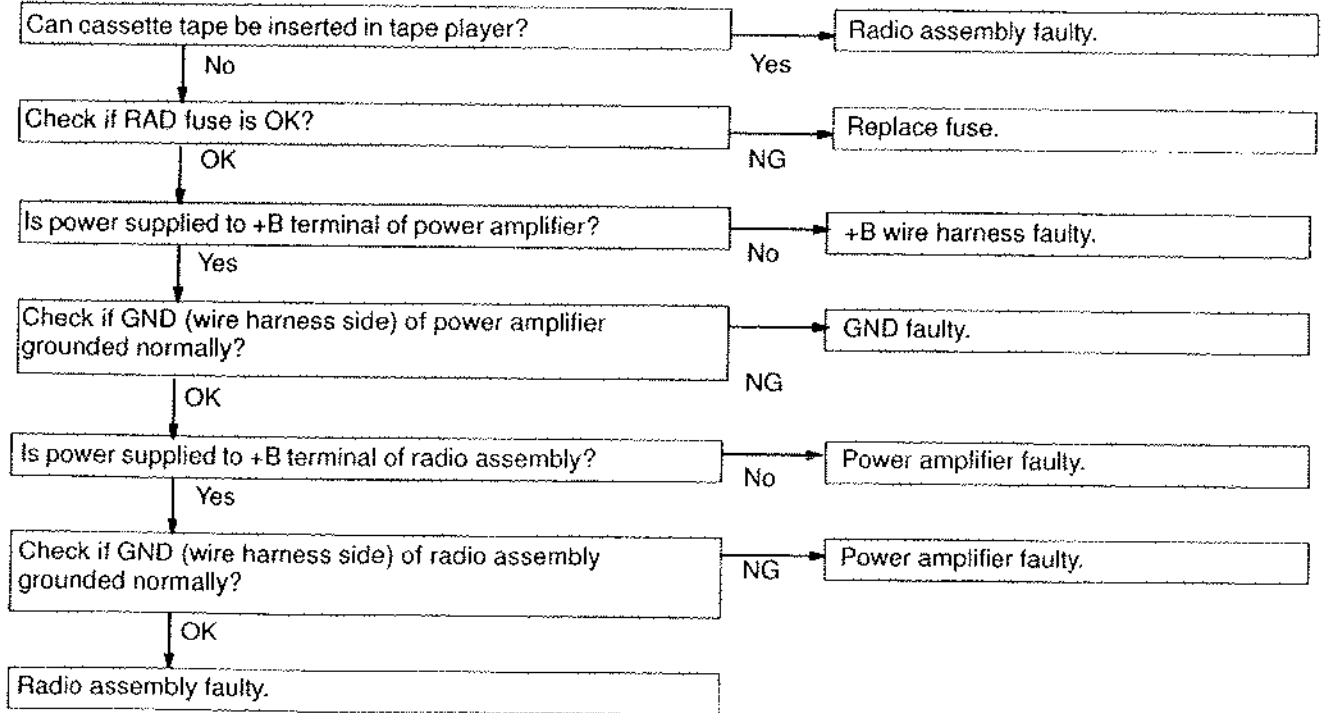 Can cassette tape be inserted in tape player?
Radio assembly faulty.
No
Yes
Check if RAD fuse is OK?
Replace fuse.
OK
NG
Is power supplied to +B terminal of power amplifier?
+B wire harness faulty.
Yes
No
Check if GND (wire harness side) of power amplifier
grounded normally?
GND faulty.
NG
OK
Is power supplied to +B terminal of radio assembly?
Power amplifier faulty.
No
Yes
Check if GND (wire harness side) of radio assembly
grounded normally?
Power amplifier faulty.
NG
OK
Radio assembly faulty.